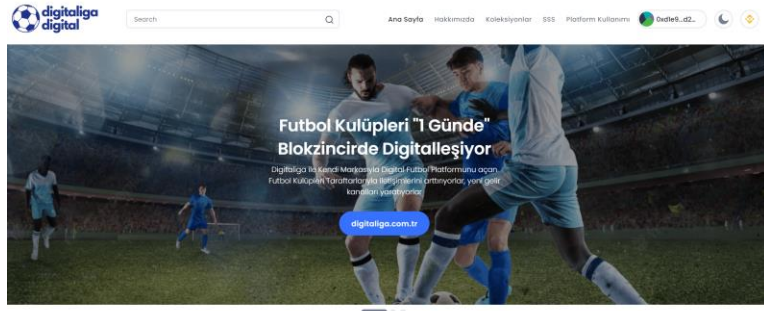 digitaliga
digital
Search
Ana Sayfa Hakkımızda Koleksiyonlar SSS Platform Kullanımı 0xd1e9...d2...
Futbol Kulüpleri "1 Günde"
Blokzincirde Digitalleşiyor
Digitaliga ile Kendi Markasıyla Digital Futbol Platformunu açan
Futbol Kulüpleri Taraftarlarıyla İletişimlerini arttırıyorlar, yeni gelir
kanalları yaratıyorlar
digitaliga.com.tr